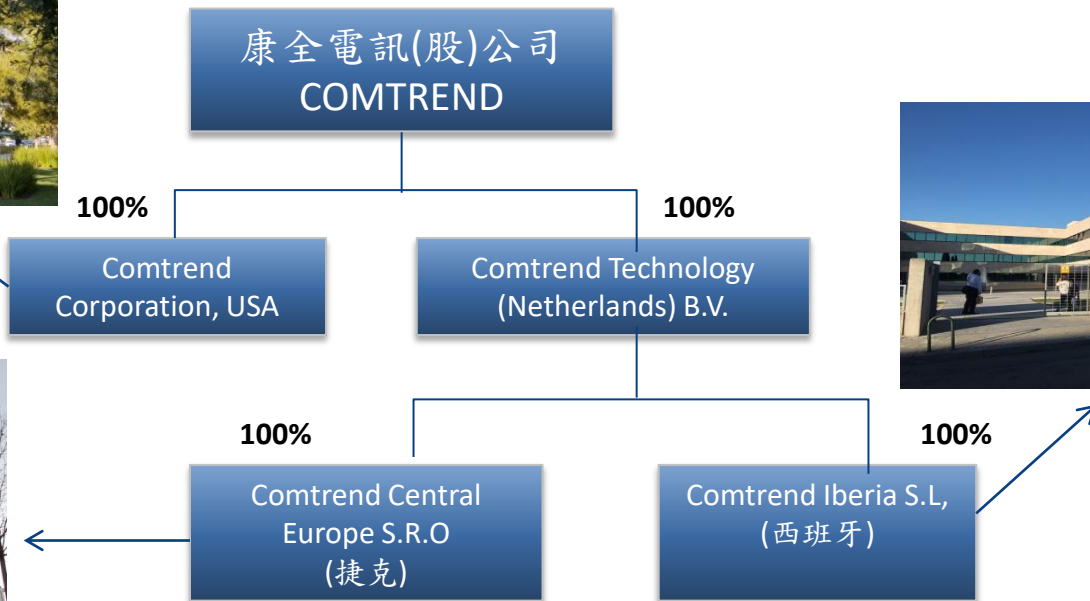 康全電訊(股)公司
COMTREND
100%
100%
Comtrend
Corporation, USA
Comtrend Technology
(Netherlands) B.V.
100%
100%
Comtrend Central
Europe S.R.O
(捷克)
Comtrend Iberia S.L,
(西班牙)